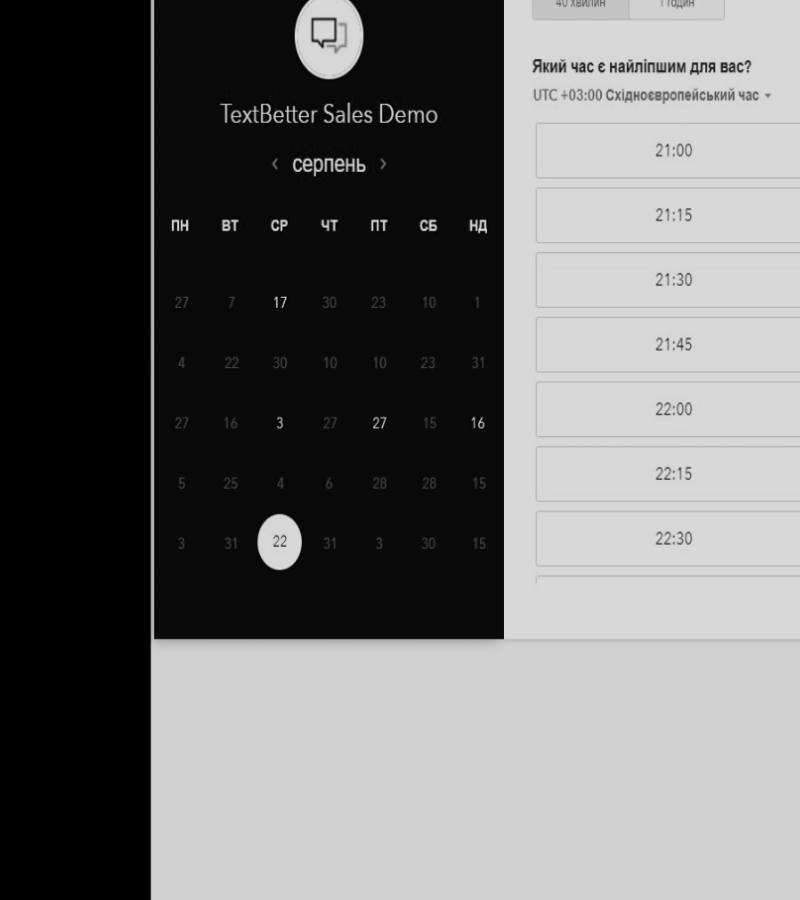 40 хвилин 1 годин
TextBetter Sales Demo
серпень
ПН ВТ СР ЧТ ПТ СБ НД
27 7 17 30 23 10 1
4 22 30 10 10 23 31
27 16 3 27 27 15 16
5 25 4 6 28 28 15
3 31 22 31 3 30 15
Який час є найліпшим для вас?
UTC +03:00 Східноєвропейський час
21:00
21:15
21:30
21:45
22:00
22:15
22:30